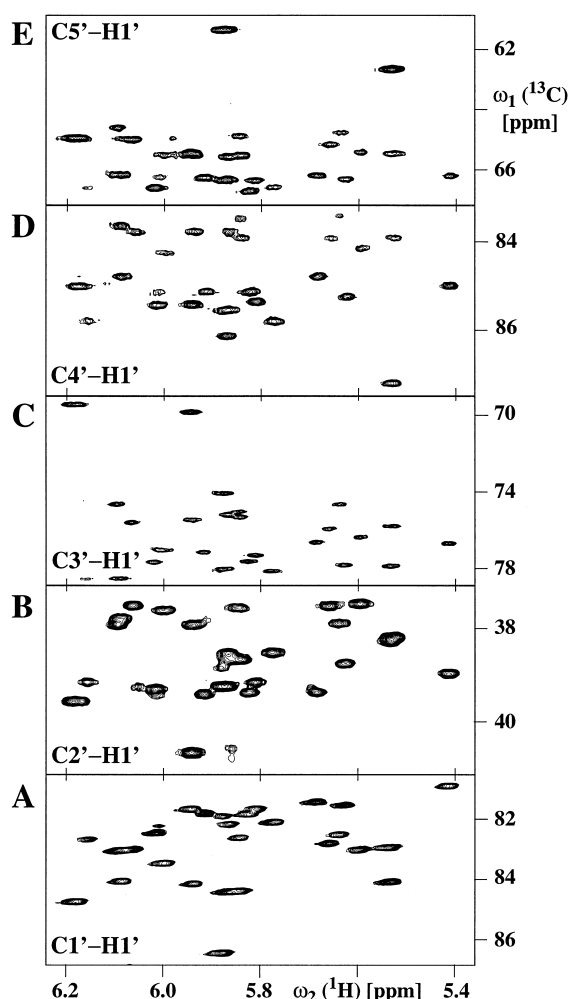 E C5'–H1'
62
ω₁ (¹³C)
[ppm]
66
D
84
86
C4'–H1'
C
70
74
C3'–H1'
78
B
38
40
C2'–H1'
A
82
84
C1'–H1'
86
6.2 6.0 5.8 ω₂ (¹H) [ppm] 5.4